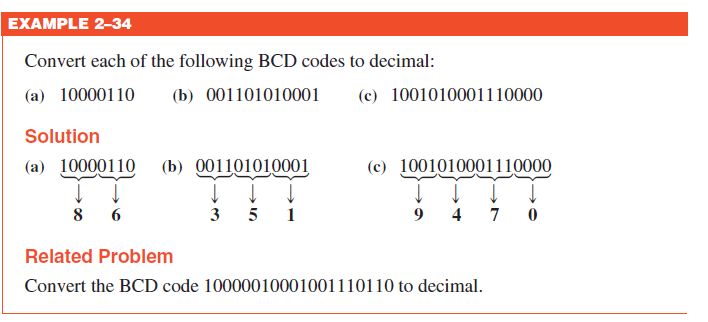 EXAMPLE 2–34
Convert each of the following BCD codes to decimal:
(a) 10000110 (b) 001101010001 (c) 1001010001110000
Solution
(a) 10000110 (b) 001101010001 (c) 1001010001110000
8 6 3 5 1 9 4 7 0
Related Problem
Convert the BCD code 10000010001001110110 to decimal.